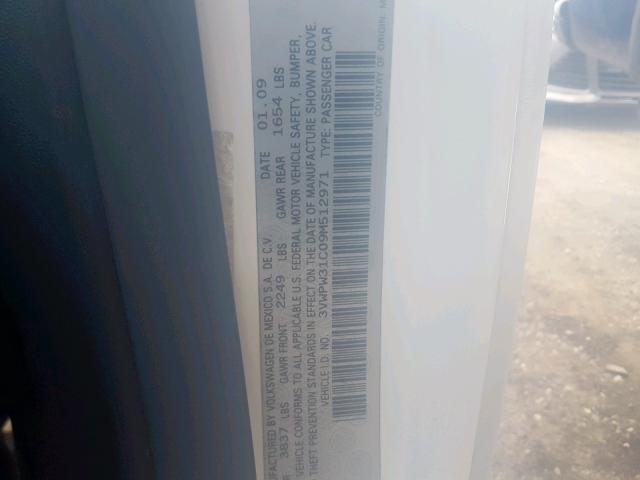 FACTURED BY VOLKSWAGEN DE MEXICO S.A. DE C.V. DATE 01.09
3837 LBS GAWR FRONT 2249 LBS GAWR REAR 1654 LBS
VEHICLE CONFORMS TO ALL APPLICABLE U.S. FEDERAL MOTOR VEHICLE SAFETY, BUMPER,
THEFT PREVENTION STANDARDS IN EFFECT ON THE DATE OF MANUFACTURE SHOWN ABOVE.
VEHICLE I.D. NO. 3VWPW31C09M512971 TYPE: PASSENGER CAR
COUNTRY OF ORIGIN: M